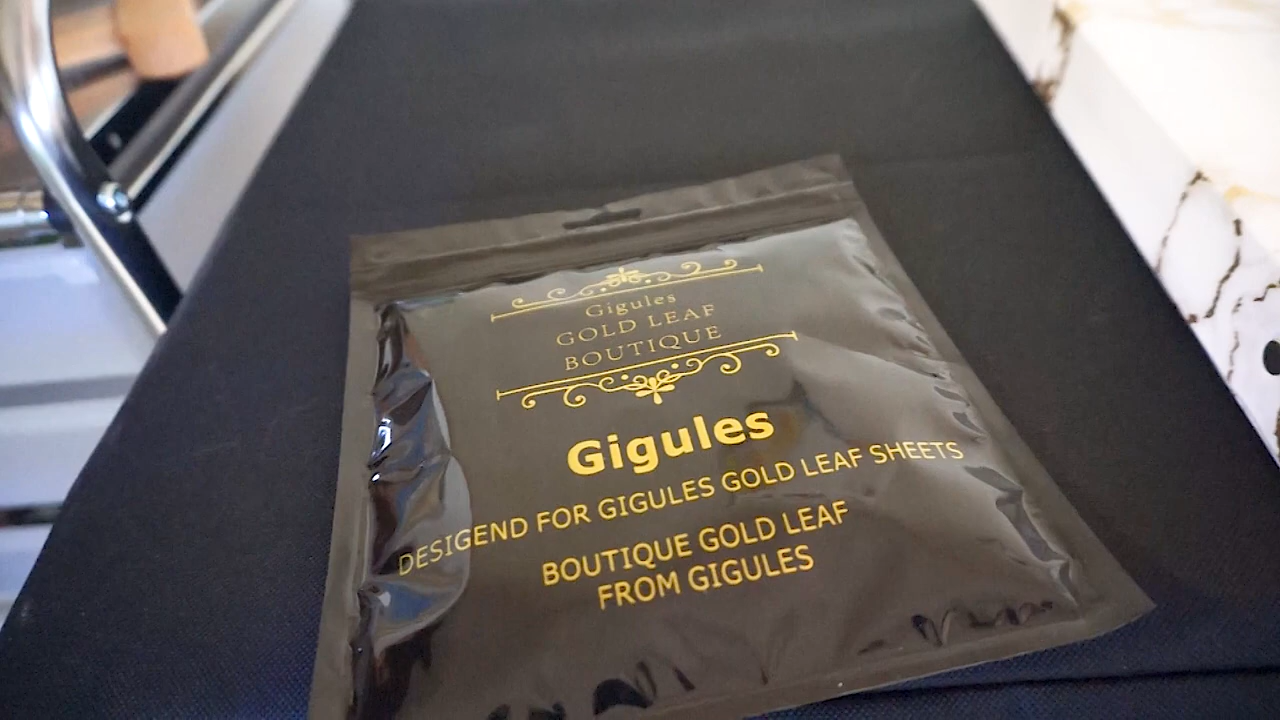 Gigules
GOLD LEAF
BOUTIQUE
Gigules
DESIGEND FOR GIGULES GOLD LEAF SHEETS
BOUTIQUE GOLD LEAF
FROM GIGULES